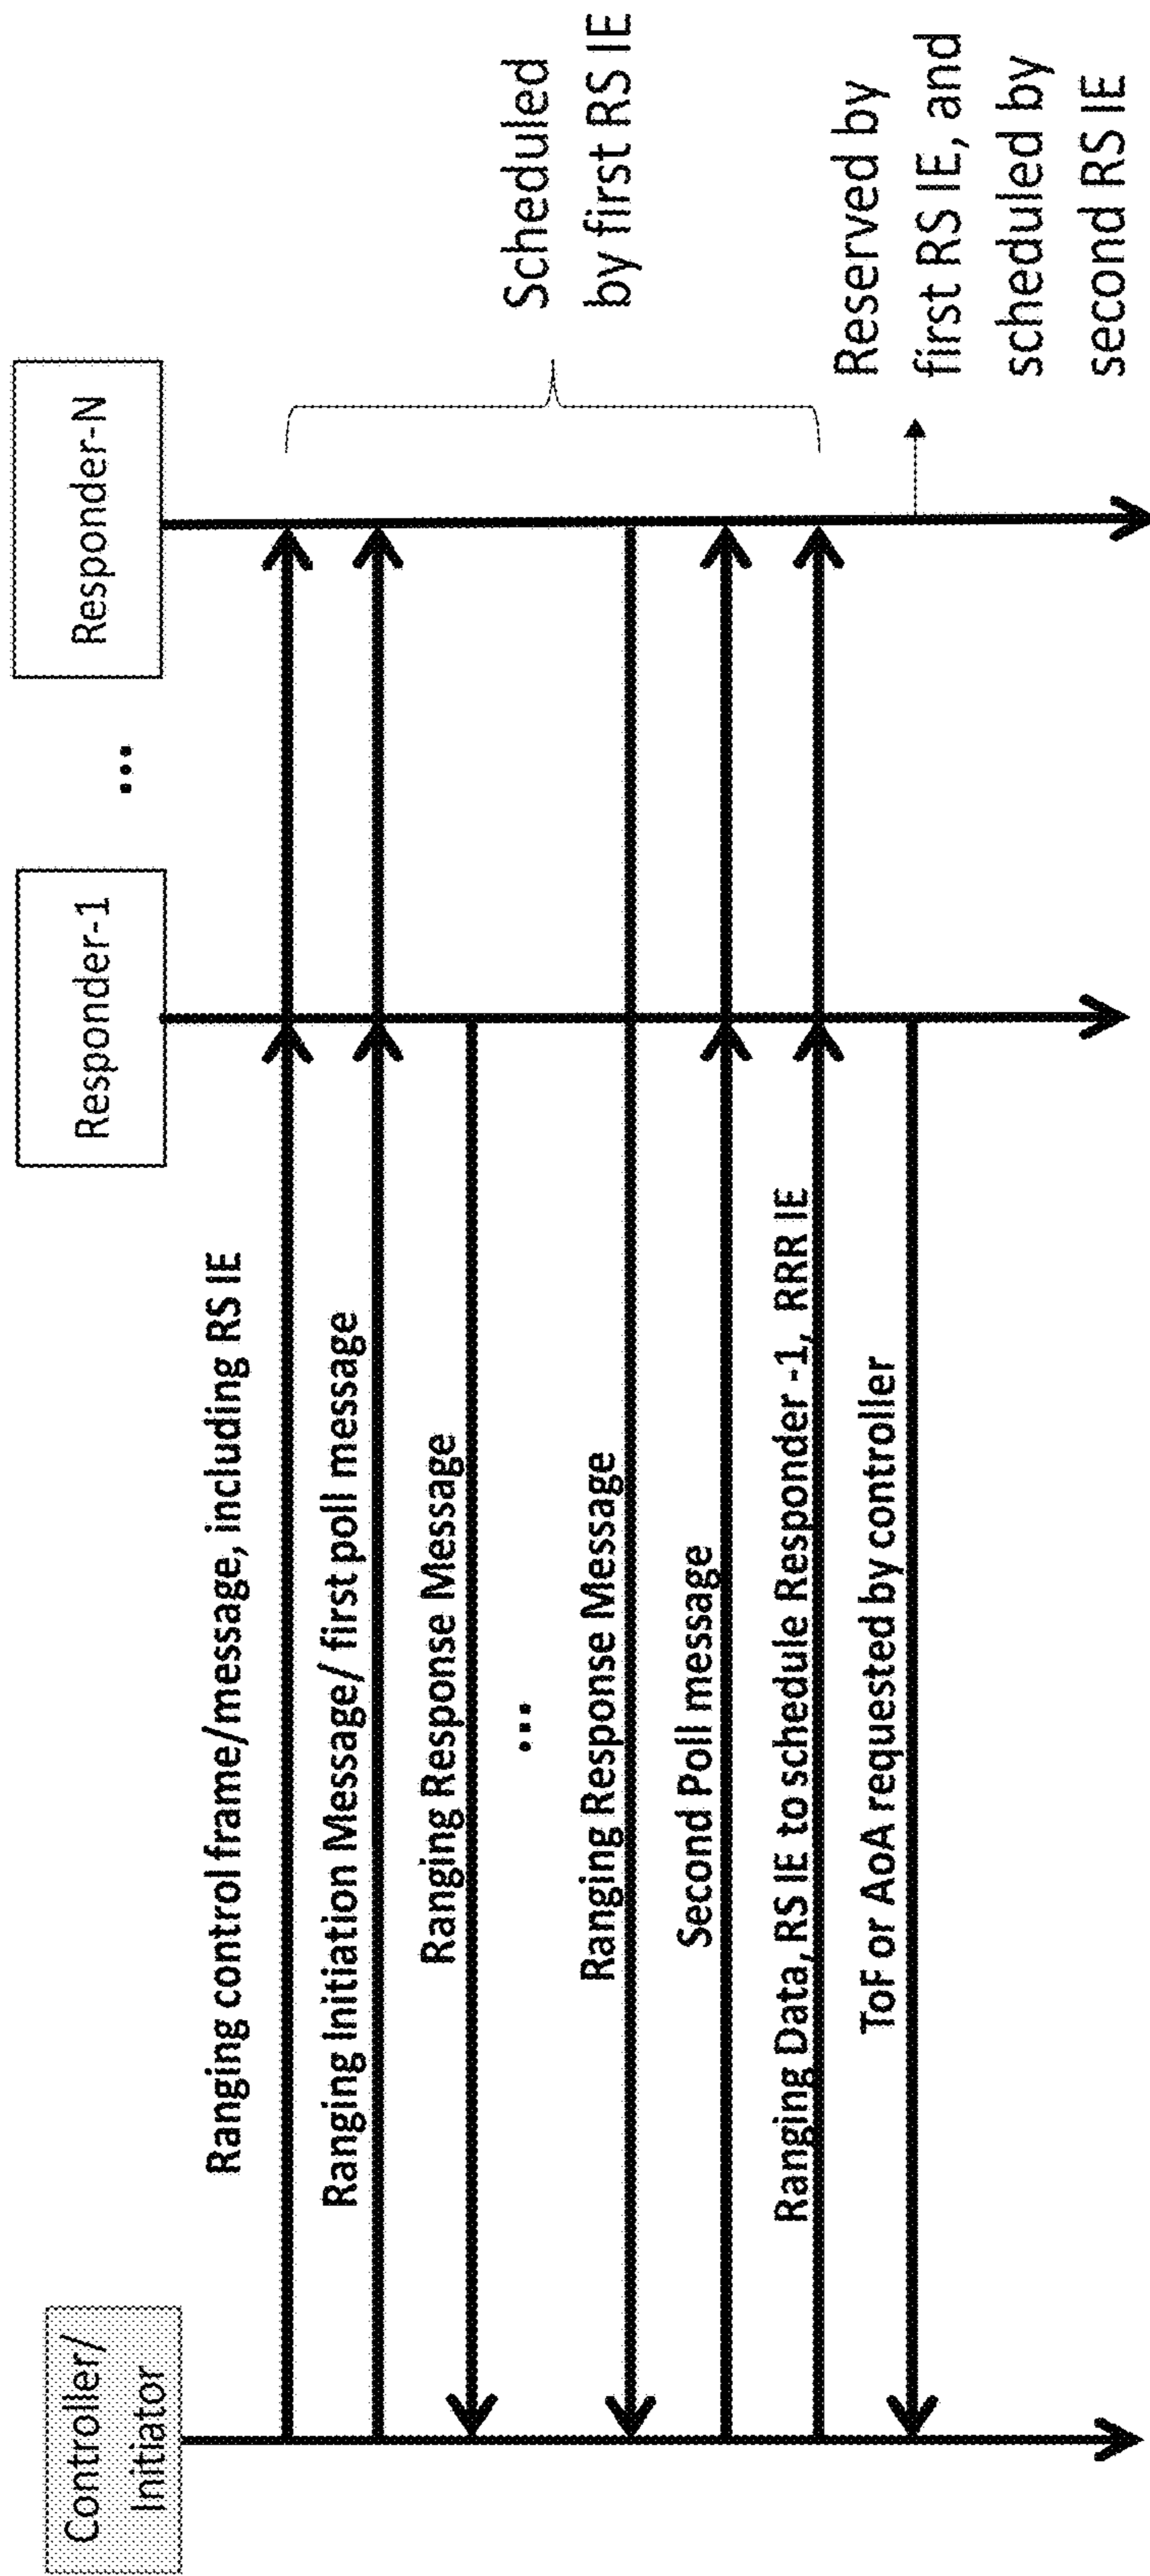 Controller/
Initiator
Responder-1
...
Responder-N
Ranging control frame/message, including RS IE
Ranging Initiation Message/ first poll message
Ranging Response Message
...
Ranging Response Message
Second Poll message
Ranging Data, RS IE to schedule Responder -1, RRR IE
ToF or AoA requested by controller
Scheduled
by first RS IE
Reserved by
first RS IE, and
scheduled by
second RS IE